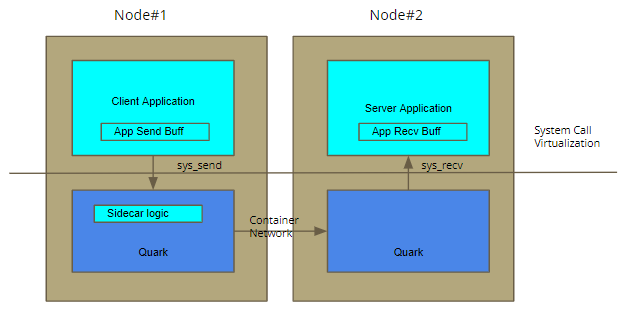 Node#1
Node#2
Client Application
App Send Buff
Server Application
App Recv Buff
System Call
Virtualization
sys_send
sys_recv
Sidecar logic
Quark
Container
Network
Quark